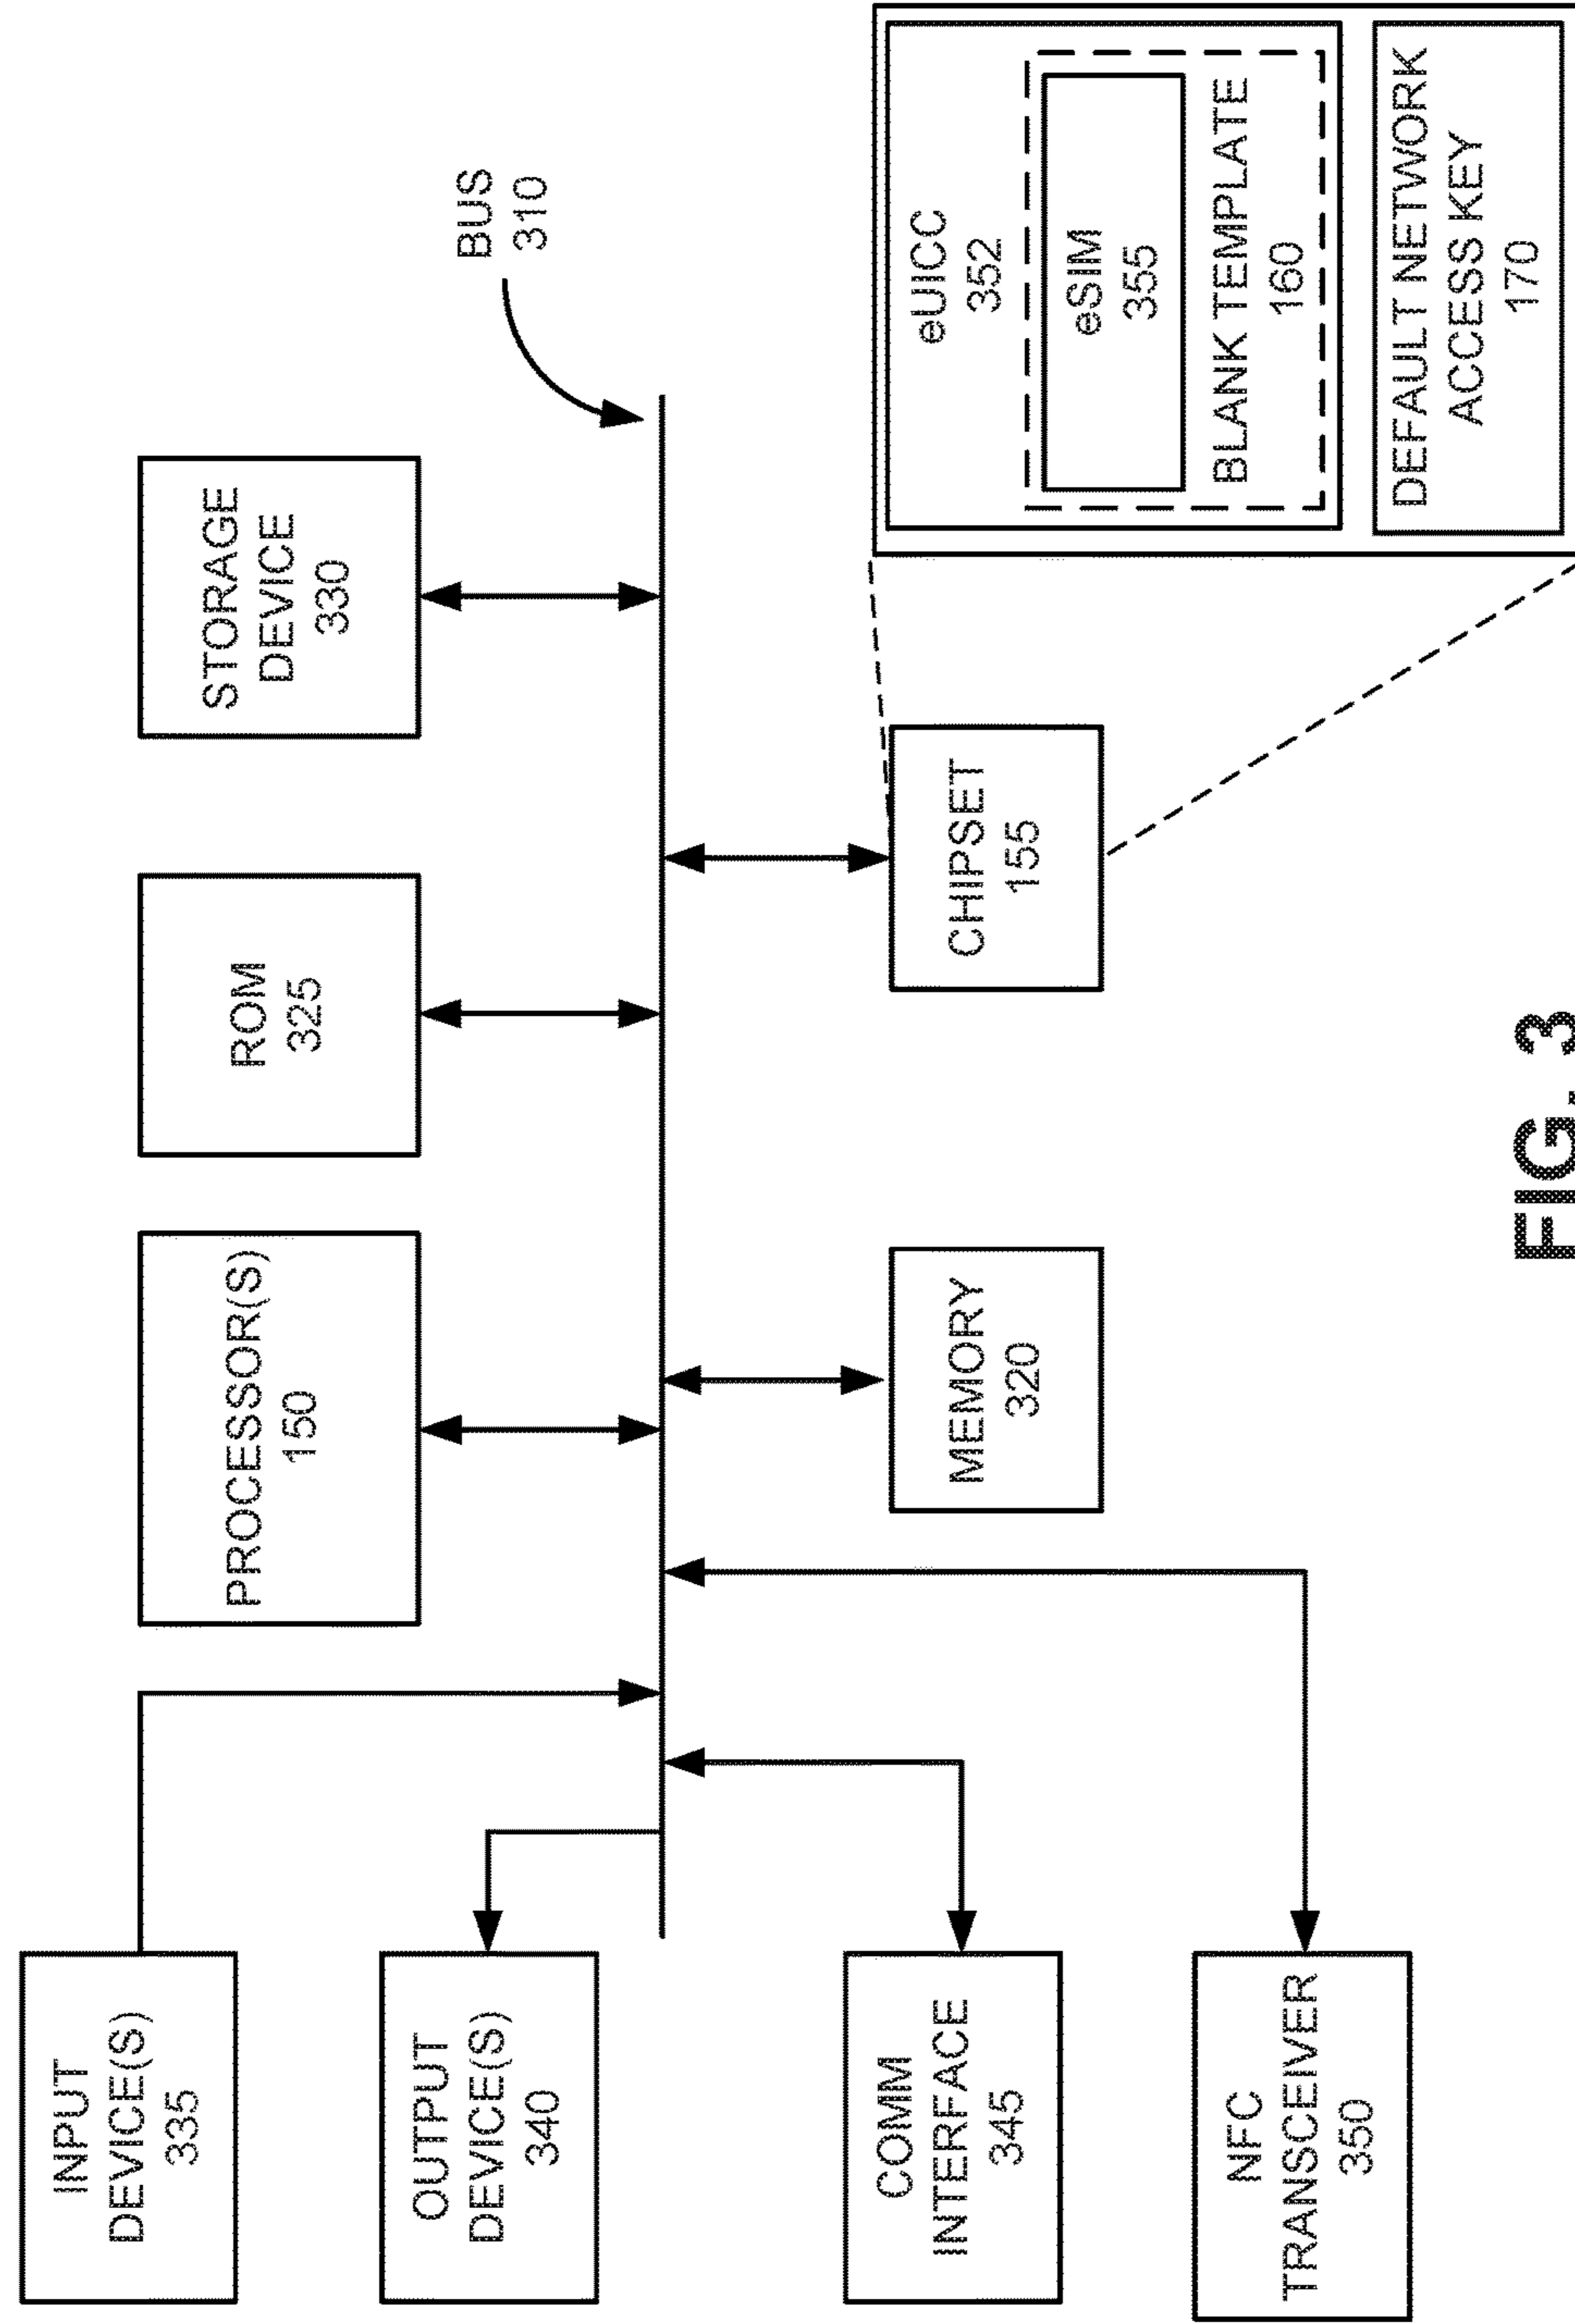 INPUT
DEVICE(S)
335
OUTPUT
DEVICE(S)
340
COMM
INTERFACE
345
NFC
TRANSCEIVER
350
PROCESSOR(S)
150
ROM
325
STORAGE
DEVICE
330
BUS
310
MEMORY
320
CHIPSET
155
eUICC
352
eSIM
355
BLANK TEMPLATE
160
DEFAULT NETWORK
ACCESS KEY
170
FIG. 3